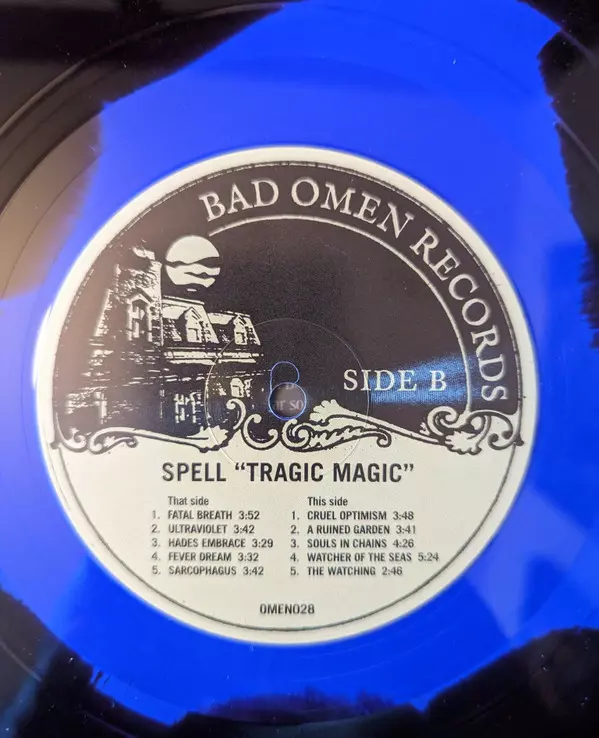 BAD OMEN RECORDS
SIDE B
SPELL “TRAGIC MAGIC”
That side
1. FATAL BREATH 3:52
2. ULTRAVIOLET 3:42
3. HADES EMBRACE 3:29
4. FEVER DREAM 3:32
5. SARCOPHAGUS 3:42
This side
1. CRUEL OPTIMISM 3:48
2. A RUINED GARDEN 3:41
3. SOULS IN CHAINS 4:26
4. WATCHER OF THE SEAS 5:24
5. THE WATCHING 2:46
OMEN028